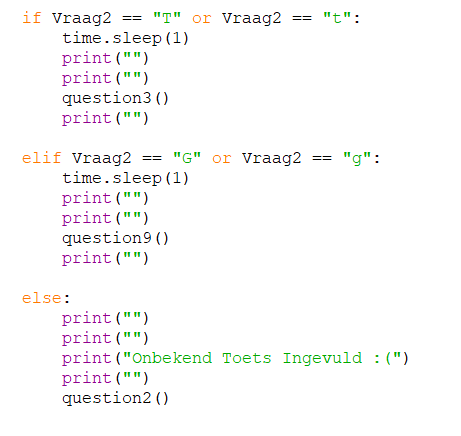 if Vraag2 == "T" or Vraag2 == "t":
    time.sleep(1)
    print("")
    print("")
    question3()
    print("")

elif Vraag2 == "G" or Vraag2 == "g":
    time.sleep(1)
    print("")
    print("")
    question9()
    print("")

else:
    print("")
    print("")
    print("Onbekend Toets Ingevuld :(")
    print("")
    question2()